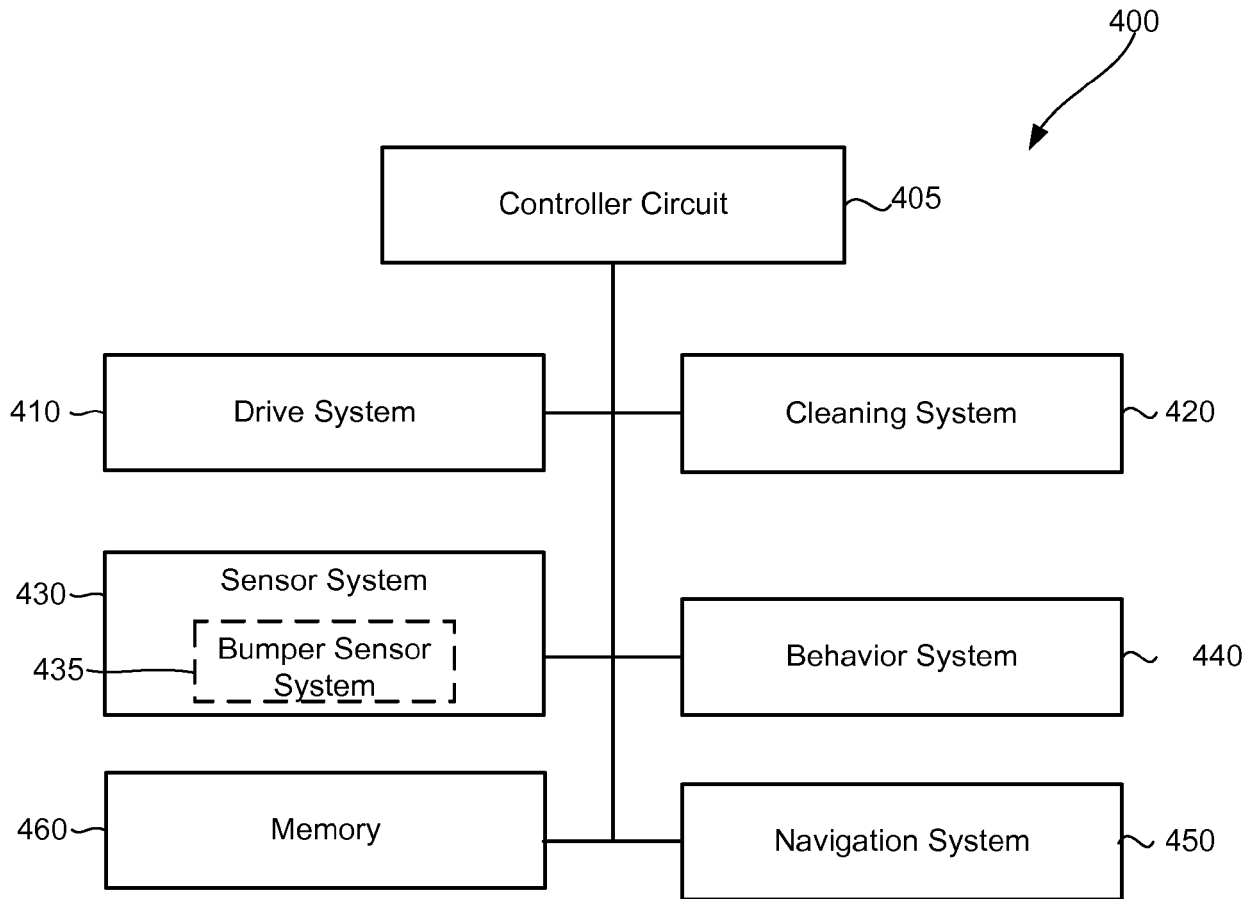 400
Controller Circuit
405
410
Drive System
Cleaning System
420
430
Sensor System
435
Bumper Sensor
System
Behavior System
440
460
Memory
Navigation System
450